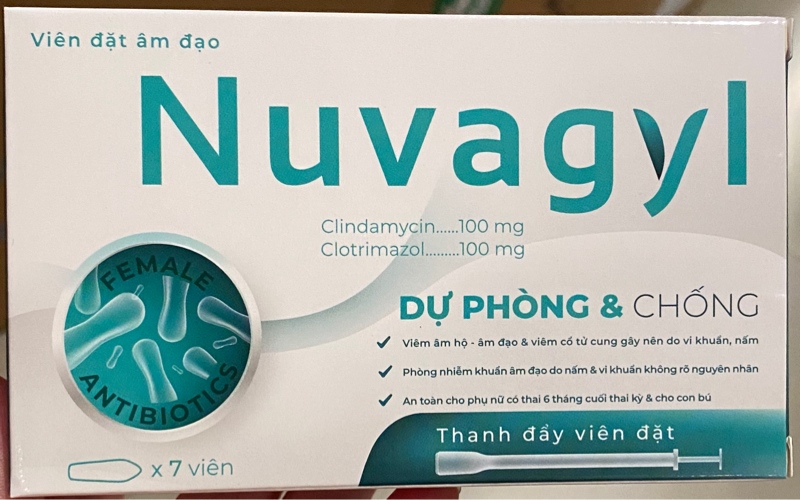 Viên đặt âm đạo
Nuvagyl
Clindamycin......100 mg
Clotrimazol.........100 mg
FEMALE
ANTIBIOTICS
DỰ PHÒNG & CHỐNG
Viêm âm hộ - âm đạo & viêm cổ tử cung gây nên do vi khuẩn, nấm
Phòng nhiễm khuẩn âm đạo do nấm & vi khuẩn không rõ nguyên nhân
An toàn cho phụ nữ có thai 6 tháng cuối thai kỳ & cho con bú
Thanh đẩy viên đặt
x 7 viên